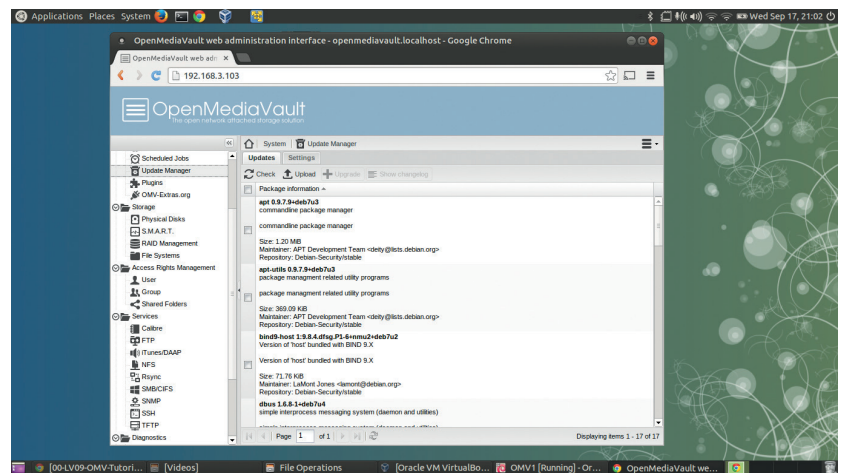 Applications Places System
Wed Sep 17, 21:02
OpenMediaVault web administration interface - openmediavault.localhost - Google Chrome
OpenMediaVault web adn
192.168.3.103
OpenMediaVault
The open network attached storage solution
System
Update Manager
Scheduled Jobs
Update Manager
Plugins
OMV-Extras.org
Storage
Physical Disks
S.M.A.R.T.
RAID Management
File Systems
Access Rights Management
User
Group
Shared Folders
Services
Calibre
FTP
iTunes/DAAP
NFS
Rsync
SMB/CIFS
SNMP
SSH
TFTP
Diagnostics
Updates Settings
Check Upload Upgrade Show changelog
Package information
apt 0.9.7.9+deb7u3
commandline package manager
commandline package manager
Size: 1.20 MiB
Maintainer: APT Development Team <deity@lists.debian.org>
Repository: Debian-Security/stable
apt-utils 0.9.7.9+deb7u3
package managment related utility programs
package managment related utility programs
Size: 369.09 KiB
Maintainer: APT Development Team <deity@lists.debian.org>
Repository: Debian-Security/stable
bind9-host 1:9.8.4.dfsg.P1-6+nmu2+deb7u2
Version of 'host' bundled with BIND 9.X
Version of 'host' bundled with BIND 9.X
Size: 71.76 KiB
Maintainer: LaMont Jones <lamont@debian.org>
Repository: Debian-Security/stable
dbus 1.6.8-1+deb7u4
simple interprocess messaging system (daemon and utilities)
Page 1 of 1
Displaying items 1 - 17 of 17
[00-LV09-OMV-Tutori...
[Videos]
File Operations
[Oracle VM VirtualBo...
OMV1 [Running] - Or...
OpenMediaVault we...